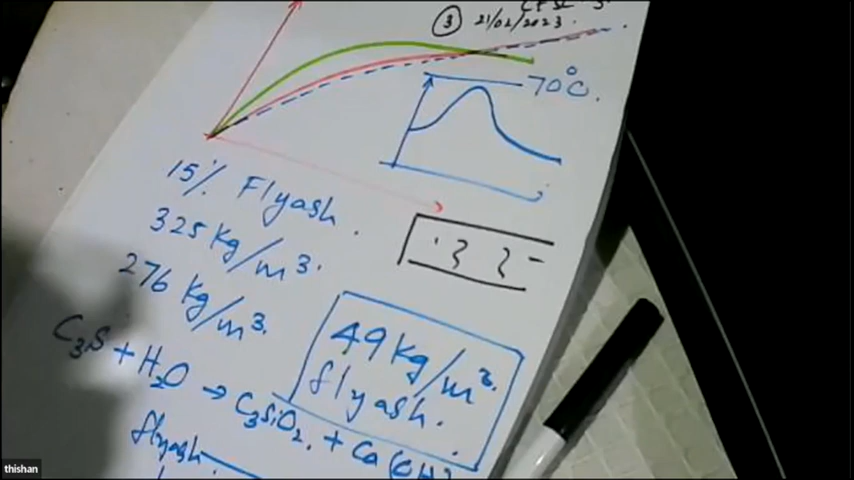 ③ 21/02/2023.
70°C.
15% Flyash.
325 Kg/m3.
276 Kg/m3.
49 Kg/m3.
flyash.
C3S + H2O → C3SiO2. + Ca(OH)
flyash.
thishan